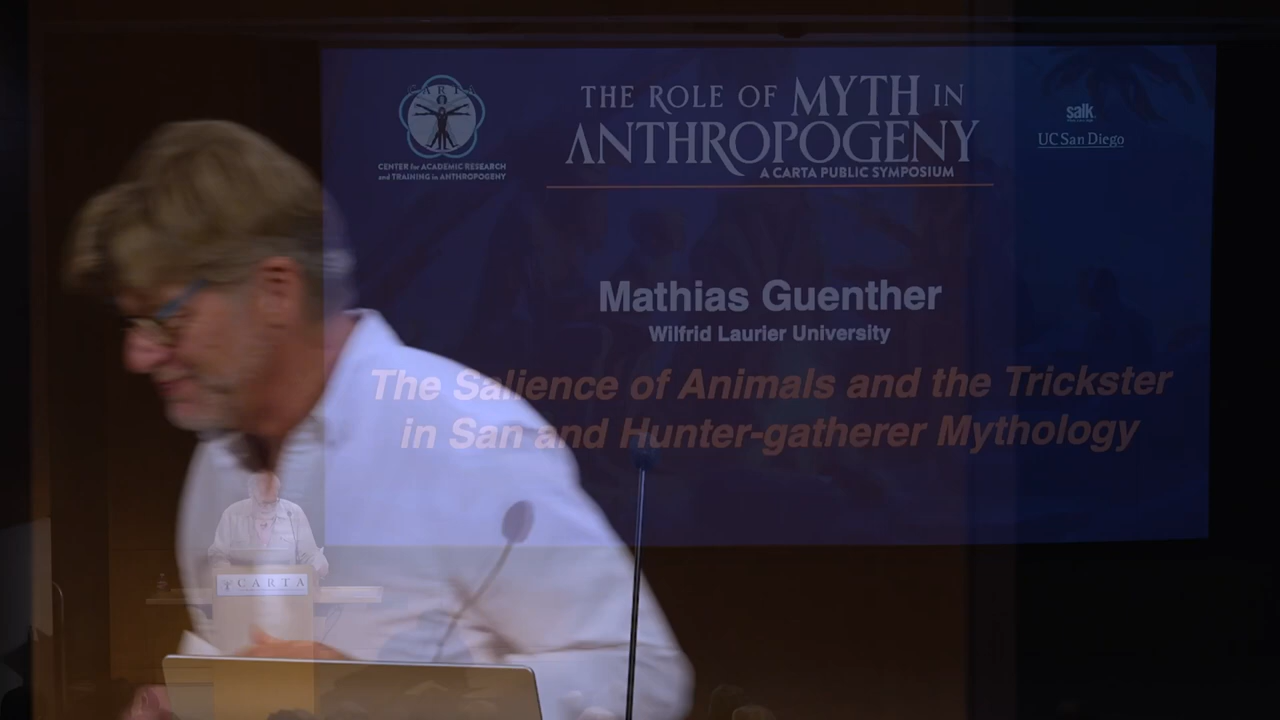 CARTA
CENTER for ACADEMIC RESEARCH
and TRAINING in ANTHROPOGENY
THE ROLE OF MYTH IN
ANTHROPOGENY
A CARTA PUBLIC SYMPOSIUM
salk
UC San Diego
Mathias Guenther
Wilfrid Laurier University
The Salience of Animals and the Trickster
in San and Hunter-gatherer Mythology
CARTA